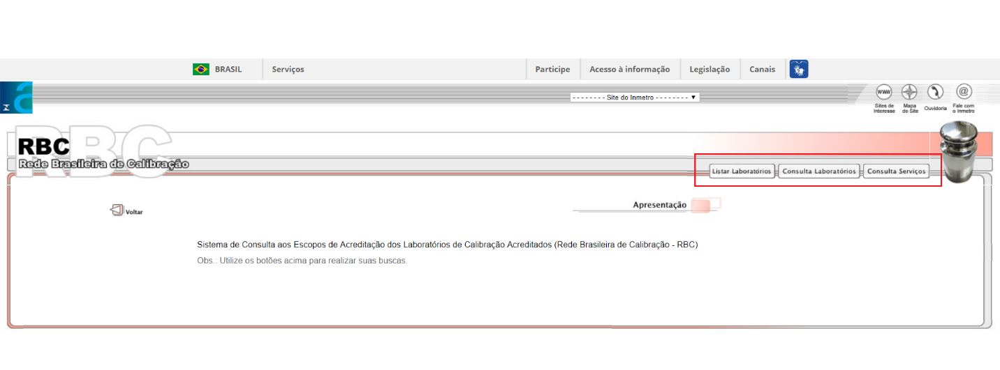 BRASIL Serviços Participe Acesso à informação Legislação Canais
- - - - - - - - Site do Inmetro - - - - - - - - ▼
www @
Sites de Interesse Mapa do Site Ouvidoria Fale com o Inmetro
RBC
RBC
Rede Brasileira de Calibração
Listar Laboratórios Consulta Laboratórios Consulta Serviços
Voltar Apresentação
Sistema de Consulta aos Escopos de Acreditação dos Laboratórios de Calibração Acreditados (Rede Brasileira de Calibração - RBC)
Obs.: Utilize os botões acima para realizar suas buscas.